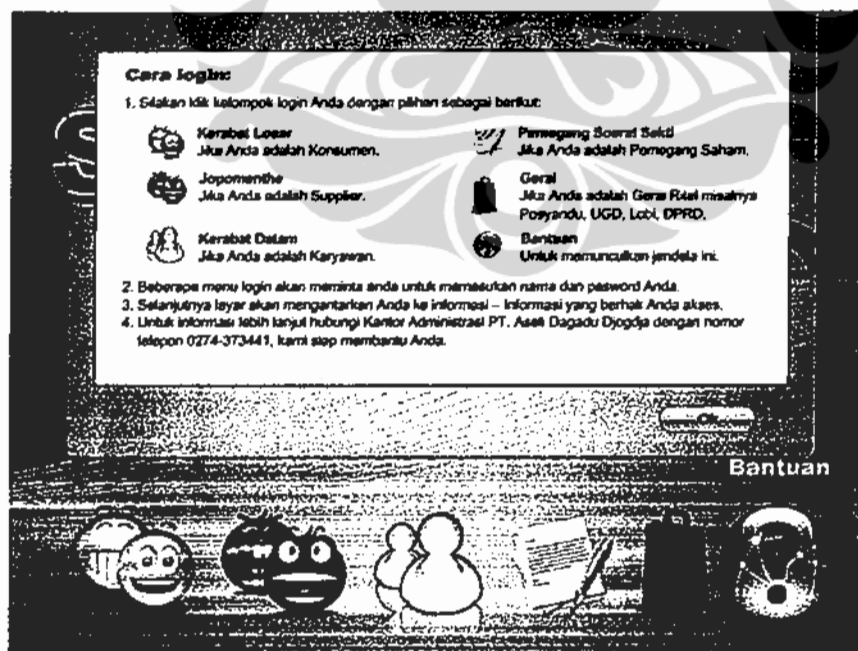 Cara login:
1. Silakan klik kelompok login Anda dengan pilihan sebagai berikut:
Kerabat Loear
Jika Anda adalah Konsumen.
Jopomenthe
Jika Anda adalah Supplier.
Kerabat Dalam
Jika Anda adalah Karyawan.
Pemegang Soerat Sakti
Jika Anda adalah Pemegang Saham.
Gerai
Jika Anda adalah Gerai Ritel misalnya
Posyandu, UGD, Lobi, DPRD.
Bantuan
Untuk memunculkan jendela ini.
2. Beberapa menu login akan meminta anda untuk memasukan nama dan pasword Anda.
3. Selanjutnya layar akan mengantarkan Anda ke informasi – Informasi yang berhak Anda akses.
4. Untuk informasi lebih lanjut hubungi Kantor Administrasi PT. Aseli Dagadu Djogdja dengan nomor
telepon 0274-373441, kami siap membantu Anda.
Ok
Bantuan